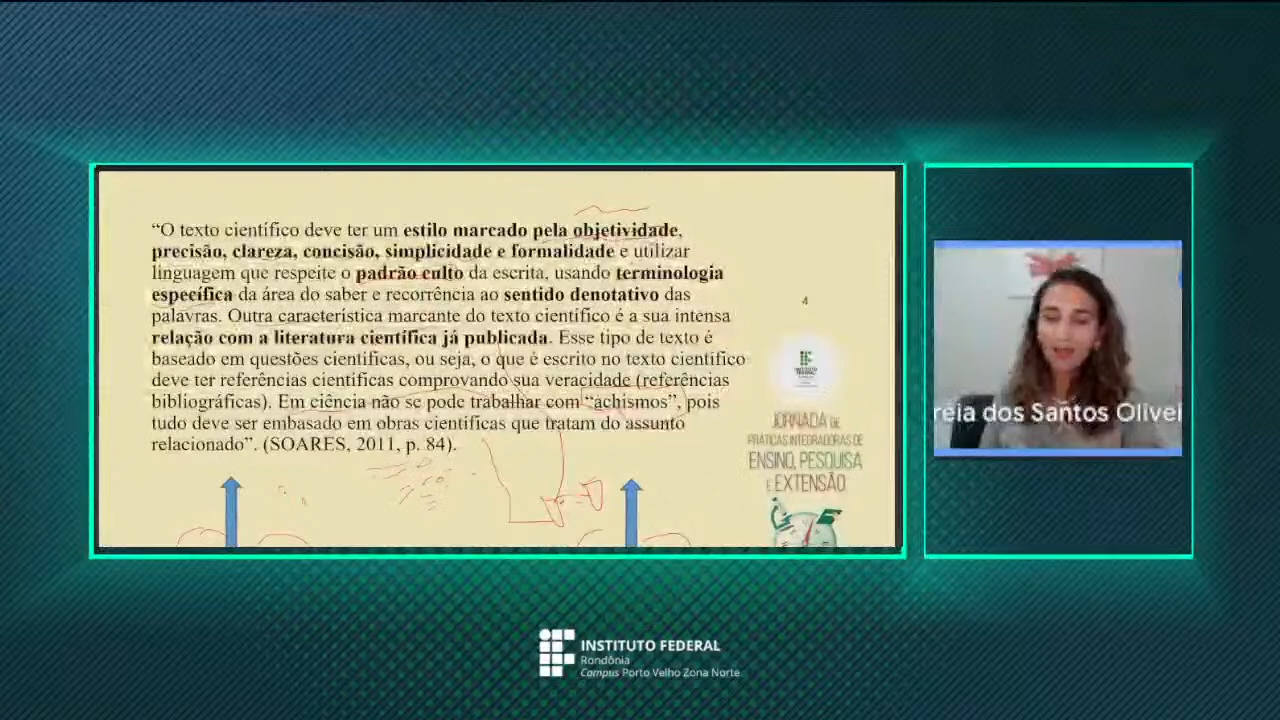 “O texto científico deve ter um estilo marcado pela objetividade,
precisão, clareza, concisão, simplicidade e formalidade e utilizar
linguagem que respeite o padrão culto da escrita, usando terminologia
específica da área do saber e recorrência ao sentido denotativo das
palavras. Outra característica marcante do texto científico é a sua intensa
relação com a literatura científica já publicada. Esse tipo de texto é
baseado em questões científicas, ou seja, o que é escrito no texto científico
deve ter referências científicas comprovando sua veracidade (referências
bibliográficas). Em ciência não se pode trabalhar com “achismos”, pois
tudo deve ser embasado em obras científicas que tratam do assunto
relacionado”. (SOARES, 2011, p. 84).
4
INSTITUTO
FEDERAL
JORNADA DE
PRÁTICAS INTEGRADORAS DE
ENSINO, PESQUISA
E EXTENSÃO
réia dos Santos Olivei
INSTITUTO FEDERAL
Rondônia
Campus Porto Velho Zona Norte